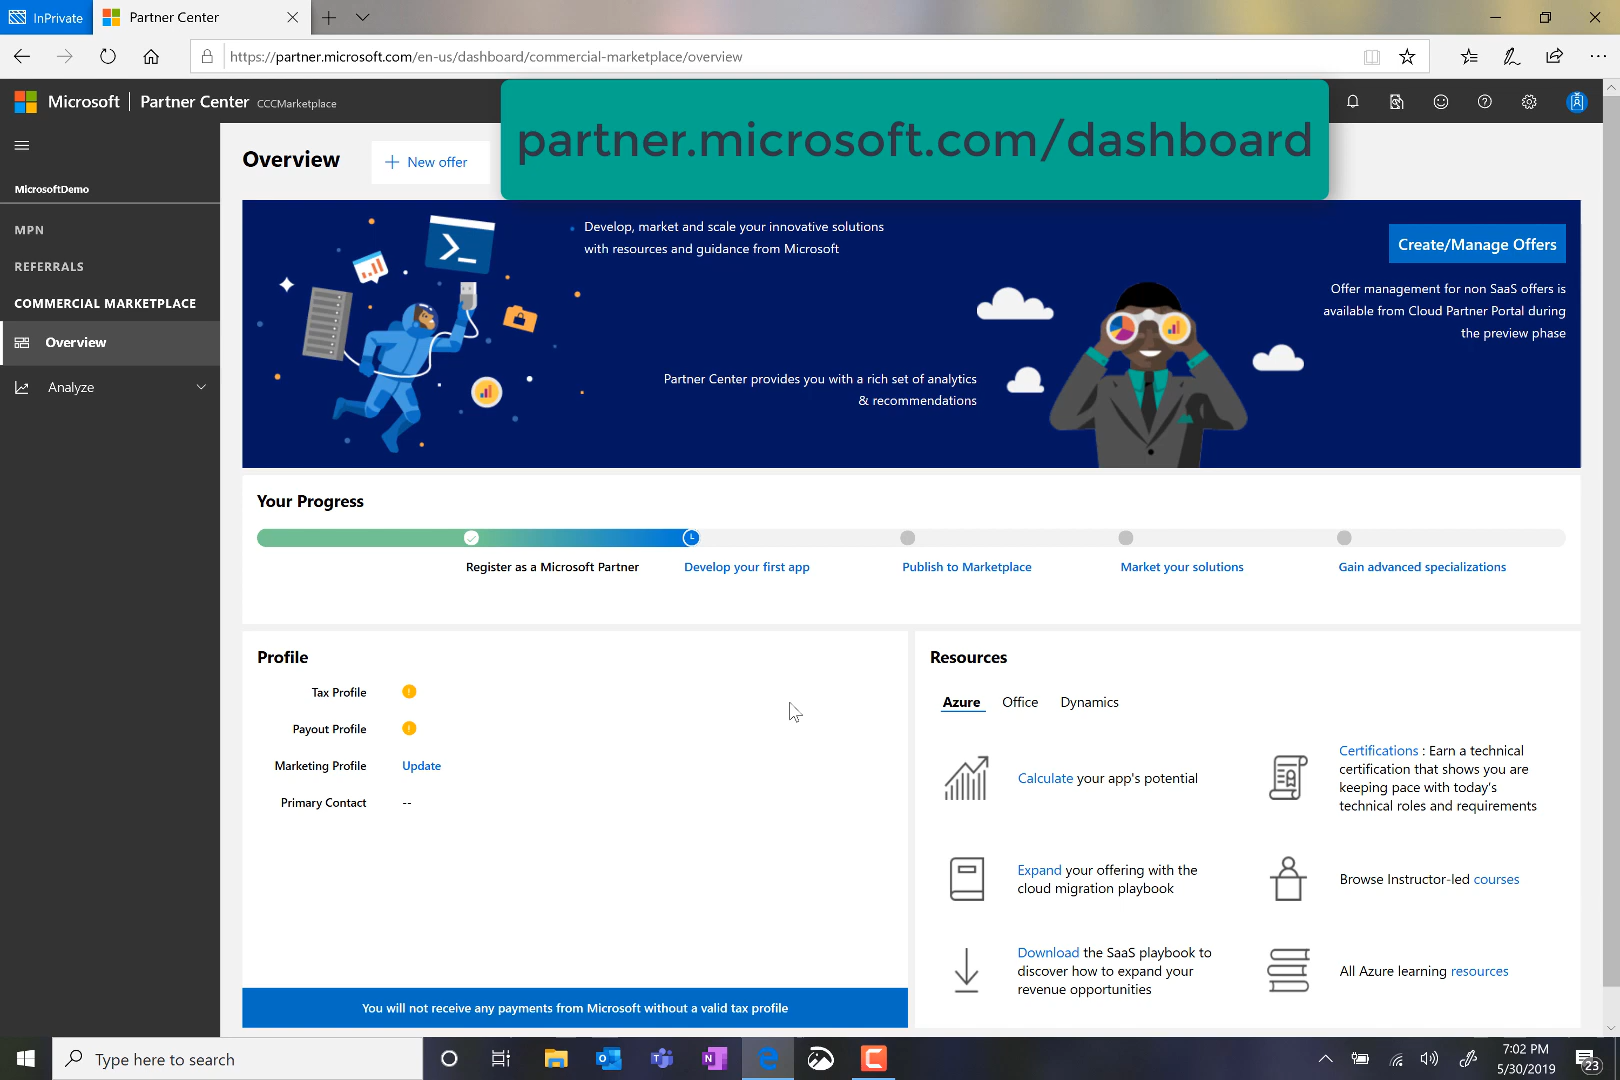 InPrivate
Partner Center
https://partner.microsoft.com/en-us/dashboard/commercial-marketplace/overview
Microsoft
Partner Center
CCCMarketplace
partner.microsoft.com/dashboard
MicrosoftDemo
MPN
REFERRALS
COMMERCIAL MARKETPLACE
Overview
Analyze
Overview
New offer
Develop, market and scale your innovative solutions
with resources and guidance from Microsoft
Partner Center provides you with a rich set of analytics
& recommendations
Create/Manage Offers
Offer management for non SaaS offers is
available from Cloud Partner Portal during
the preview phase
Your Progress
Register as a Microsoft Partner
Develop your first app
Publish to Marketplace
Market your solutions
Gain advanced specializations
Profile
Tax Profile
Payout Profile
Marketing Profile
Update
Primary Contact
--
You will not receive any payments from Microsoft without a valid tax profile
Resources
Azure
Office
Dynamics
Calculate your app's potential
Certifications : Earn a technical
certification that shows you are
keeping pace with today's
technical roles and requirements
Expand your offering with the
cloud migration playbook
Browse Instructor-led courses
Download the SaaS playbook to
discover how to expand your
revenue opportunities
All Azure learning resources
Type here to search
7:02 PM
5/30/2019
23